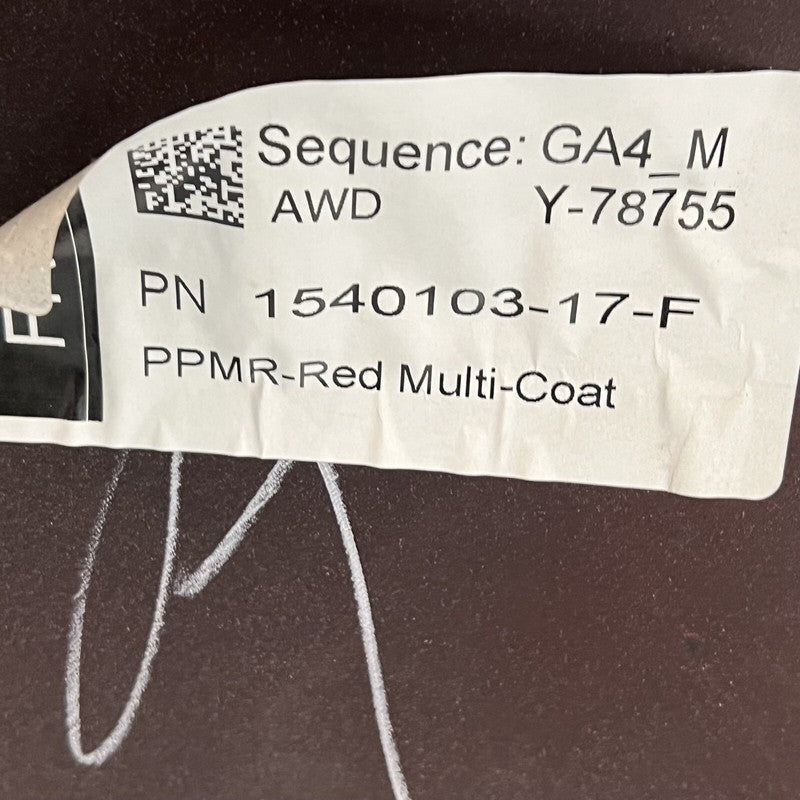 Sequence: GA4_M
AWD Y-78755
PN 1540103-17-F
PPMR-Red Multi-Coat